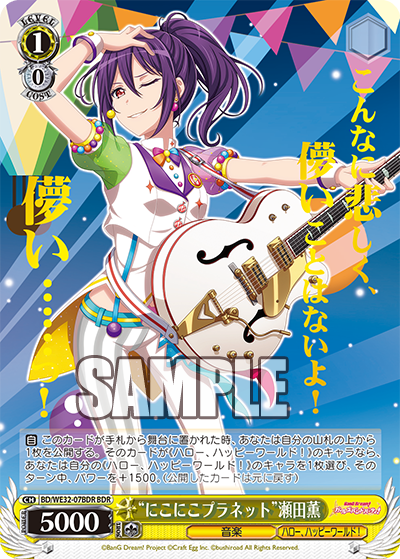 LEVEL
1
0
COST
こんなに悲しく、
儚いことはないよ！
儚い……！
SAMPLE
自 このカードが手札から舞台に置かれた時、あなたは自分の山札の上から
1枚を公開する。そのカードが《ハロー、ハッピーワールド！》のキャラなら、
あなたは自分の《ハロー、ハッピーワールド！》のキャラを1枚選び、そのターン中、パワーを＋1500。(公開したカードは元に戻す)
CH BD/WE32-07BDR BDR
5000
“にこにこプラネット”瀬田薫
BanG Dream!
音楽
ハロー、ハッピーワールド！
©BanG Dream! Project ©Craft Egg Inc. ©bushiroad All Rights Reserved.